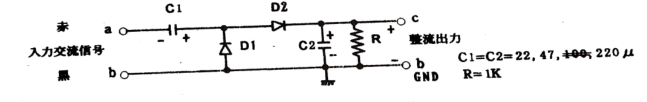 C1
D2
赤
a
c
- +
+
D1
C2
+
R
整流出力
入力交流信号
--
黒
b
- b
GND
C1=C2=22, 47, 100, 220 μ
R=1K